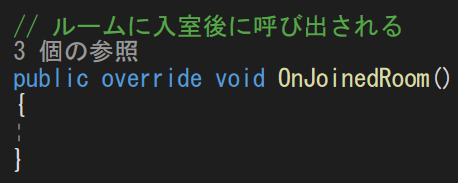 // ルームに入室後に呼び出される
3 個の参照
public override void OnJoinedRoom()
{
}